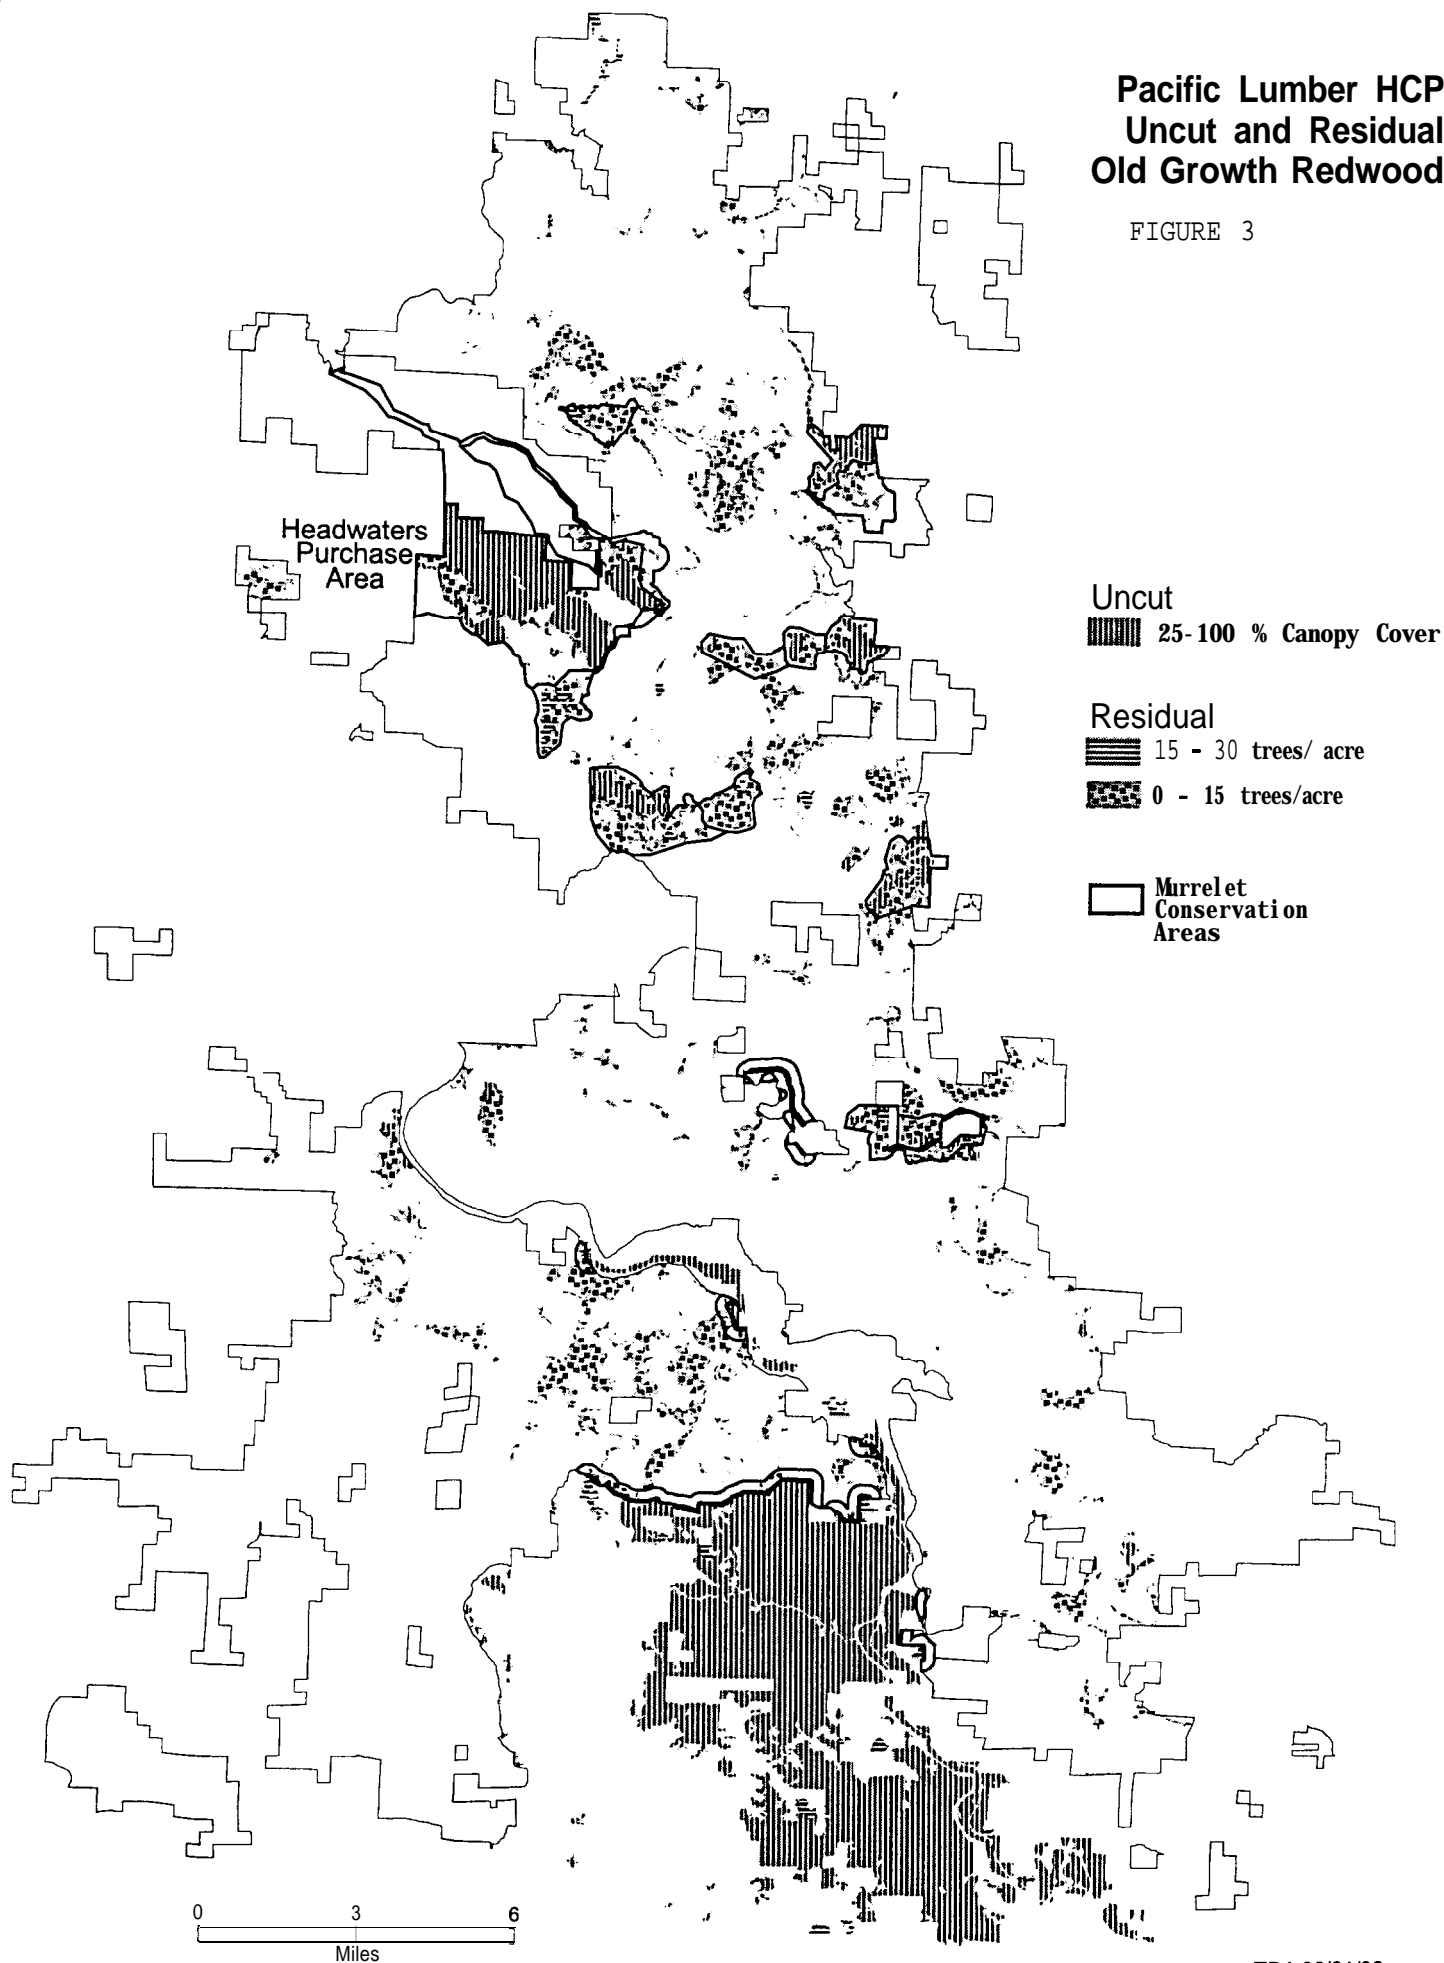 Pacific Lumber HCP
Uncut and Residual
Old Growth Redwood
FIGURE 3
Headwaters
Purchase
Area
Uncut
25-100 % Canopy Cover
Residual
15 - 30 trees/ acre
0 - 15 trees/acre
Murrelet
Conservation
Areas
0 3 6
Miles